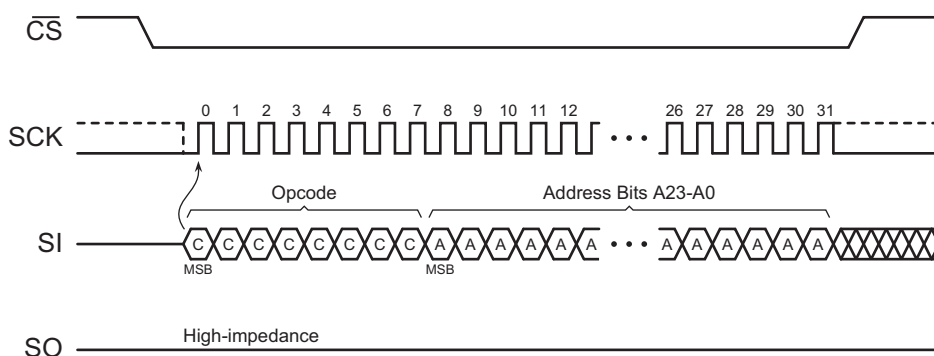 CS
0 1 2 3 4 5 6 7 8 9 10 11 12 26 27 28 29 30 31
SCK
Opcode Address Bits A23-A0
SI C C C C C C C C A A A A A A A A A A A A
MSB MSB
High-impedance
SO